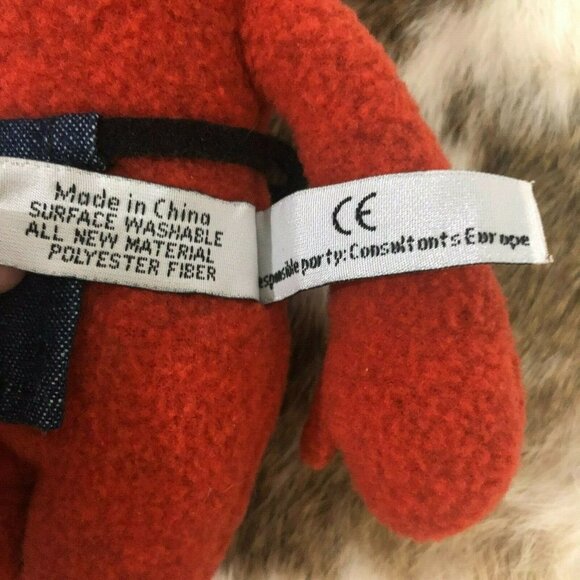 Made in China
SURFACE WASHABLE
ALL NEW MATERIAL
POLYESTER FIBER
CE
esponsible party: Consultants Europe